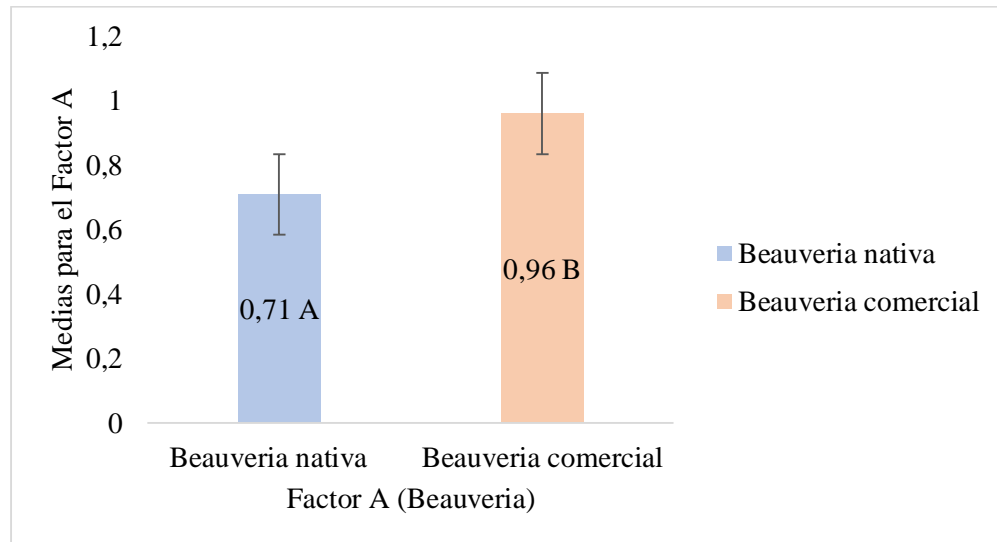 Medias para el Factor A
1,2
1
0,8
0,6
0,4
0,2
0
0,71 A
0,96 B
Beauveria nativa
Beauveria comercial
Factor A (Beauveria)
Beauveria nativa
Beauveria comercial